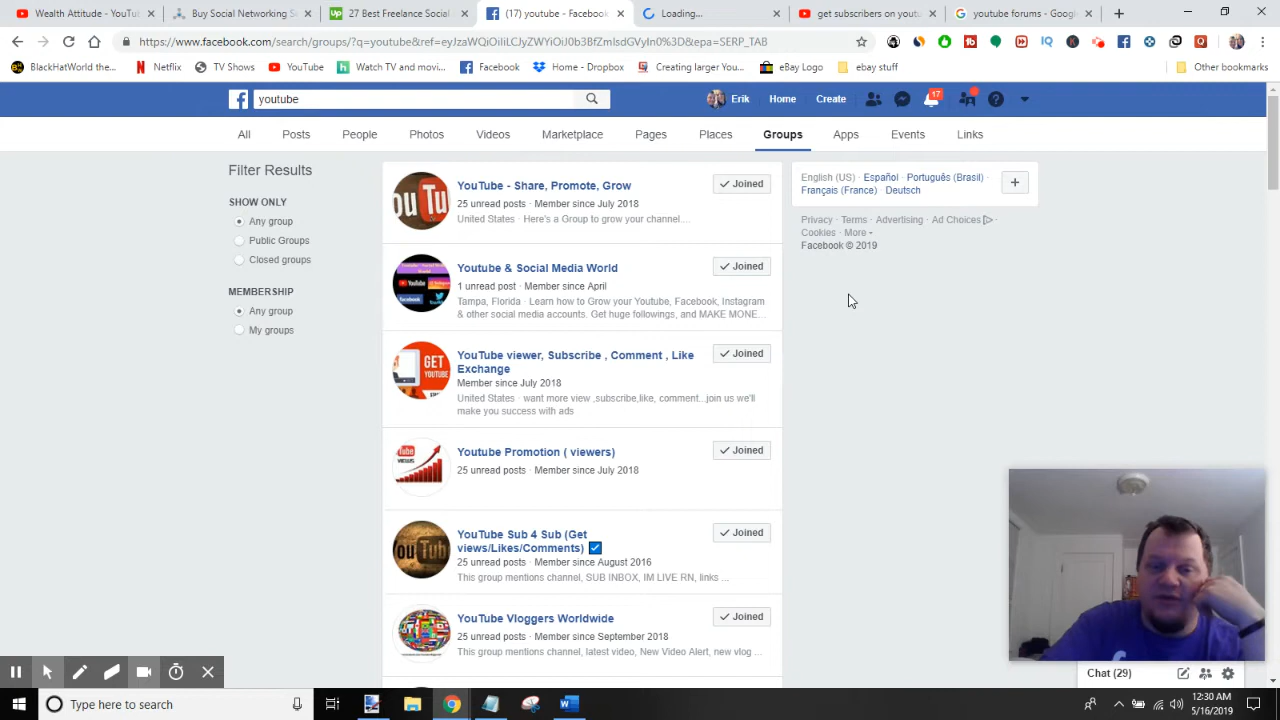 Wealth Activator - YouTu
Buy Social Networking S
27 Best Freelance Social
(17) youtube - Facebook
Loading...
get subscribers on youtu
youtube forums - Google
https://www.facebook.com/search/groups/?q=youtube&ref=eyJzaWQiOiIiLCJyZWYiOiJ0b3BfZmlsdGVyIn0%3D&epa=SERP_TAB
BlackHatWorld the...
Netflix
TV Shows
YouTube
Watch TV and movi...
Facebook
Home - Dropbox
Creating larger You...
eBay Logo
ebay stuff
Other bookmarks
youtube
Erik
Home
Create
17
All
Posts
People
Photos
Videos
Marketplace
Pages
Places
Groups
Apps
Events
Links
Filter Results
SHOW ONLY
Any group
Public Groups
Closed groups
MEMBERSHIP
Any group
My groups
YouTube - Share, Promote, Grow
25 unread posts · Member since July 2018
United States · Here's a Group to grow your channel....
Joined
Youtube & Social Media World
1 unread post · Member since April
Tampa, Florida · Learn how to Grow your Youtube, Facebook, Instagram
& other social media accounts. Get huge followings, and MAKE MONE...
Joined
YouTube viewer, Subscribe , Comment , Like
Exchange
Member since July 2018
United States · want more view ,subscribe,like, comment...join us we'll
make you success with ads
Joined
Youtube Promotion ( viewers)
25 unread posts · Member since July 2018
Joined
YouTube Sub 4 Sub (Get
views/Likes/Comments)
25 unread posts · Member since August 2016
This group mentions channel, SUB INBOX, IM LIVE RN, links ...
Joined
YouTube Vloggers Worldwide
25 unread posts · Member since September 2018
This group mentions channel, latest video, New Video Alert, new vlog ...
Joined
English (US) · Español · Português (Brasil) ·
Français (France) · Deutsch
Privacy · Terms · Advertising · Ad Choices ·
Cookies · More
Facebook © 2019
Chat (29)
Type here to search
12:30 AM
5/16/2019